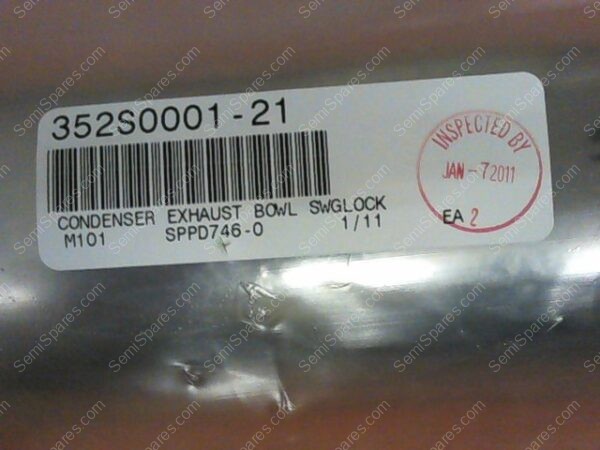 352S0001-21
CONDENSER EXHAUST BOWL SWGLOCK
M101 SPPD746-0 1/11
INSPECTED BY
JAN-7 2011
EA 2
SemiSpares.com